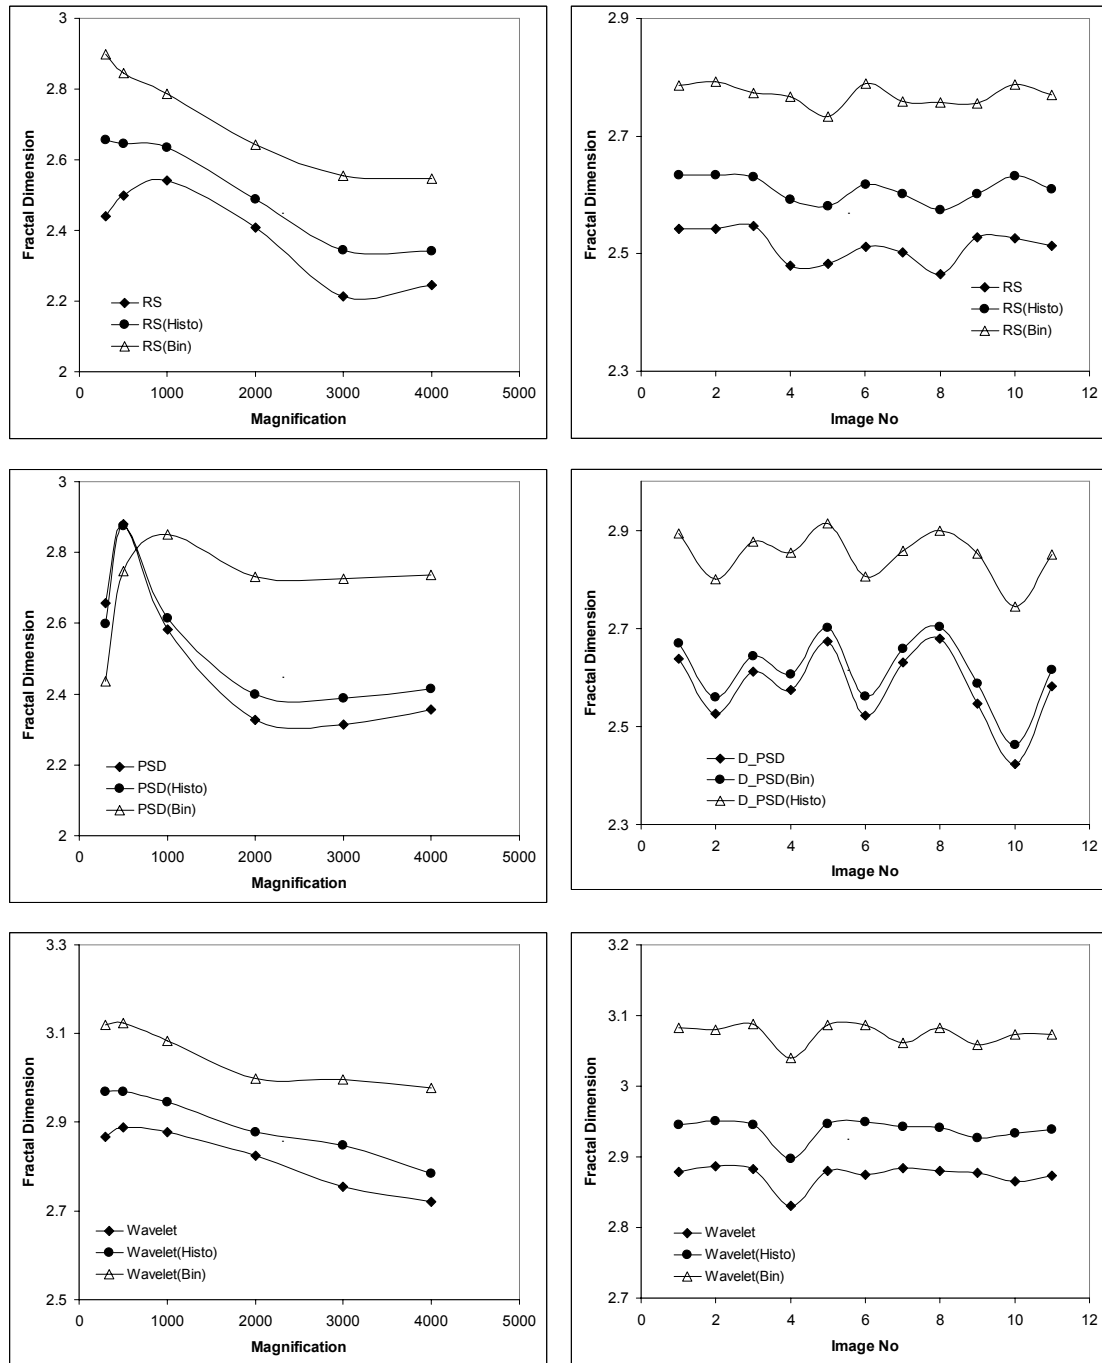 3
2.8
2.6
2.4
2.2
2
Fractal Dimension
RS
RS(Histo)
RS(Bin)
0 1000 2000 3000 4000 5000
Magnification
2.9
2.7
2.5
2.3
Fractal Dimension
RS
RS(Histo)
RS(Bin)
0 2 4 6 8 10 12
Image No
3
2.8
2.6
2.4
2.2
2
Fractal Dimension
PSD
PSD(Histo)
PSD(Bin)
0 1000 2000 3000 4000 5000
Magnification
2.9
2.7
2.5
2.3
Fractal Dimension
D_PSD
D_PSD(Bin)
D_PSD(Histo)
0 2 4 6 8 10 12
Image No
3.3
3.1
2.9
2.7
2.5
Fractal Dimension
Wavelet
Wavelet(Histo)
Wavelet(Bin)
0 1000 2000 3000 4000 5000
Magnification
3.2
3.1
3
2.9
2.8
2.7
Fractal Dimension
Wavelet
Wavelet(Histo)
Wavelet(Bin)
0 2 4 6 8 10 12
Image No